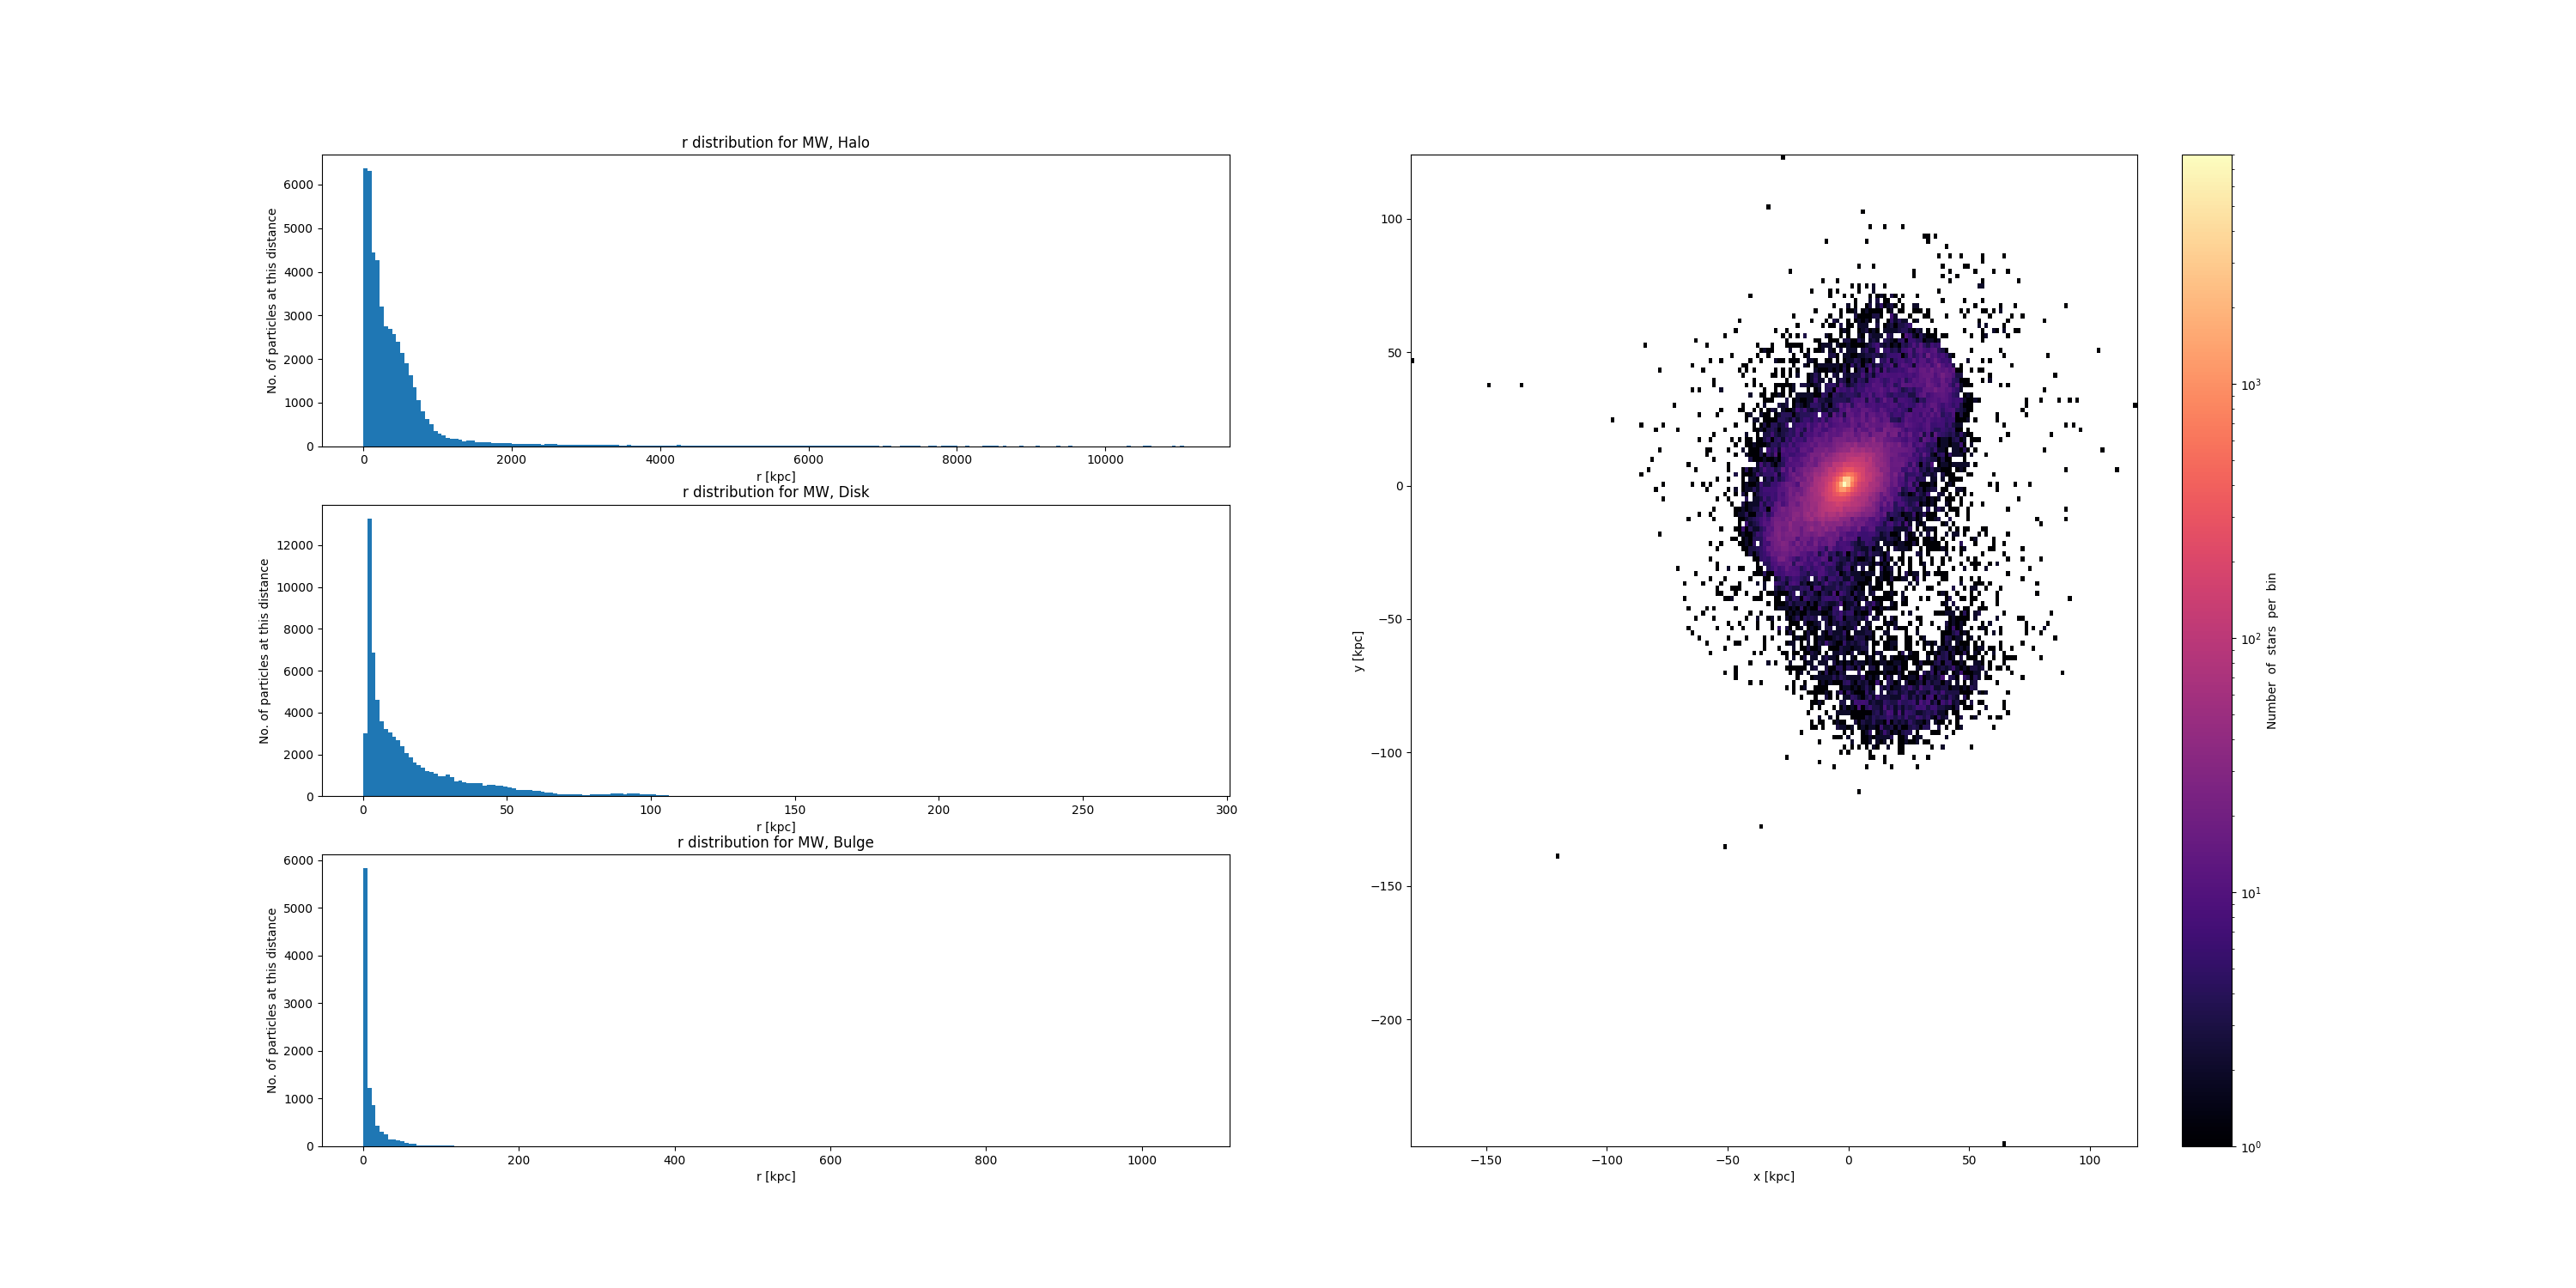 r distribution for MW, Halo
No. of particles at this distance
6000
5000
4000
3000
2000
1000
0
0 2000 4000 6000 8000 10000
r [kpc]
r distribution for MW, Disk
No. of particles at this distance
12000
10000
8000
6000
4000
2000
0
0 50 100 150 200 250 300
r [kpc]
r distribution for MW, Bulge
No. of particles at this distance
6000
5000
4000
3000
2000
1000
0
0 200 400 600 800 1000
r [kpc]
y [kpc]
100
50
0
−50
−100
−150
−200
−150 −100 −50 0 50 100
x [kpc]
10³
10²
10¹
10⁰
Number of stars per bin